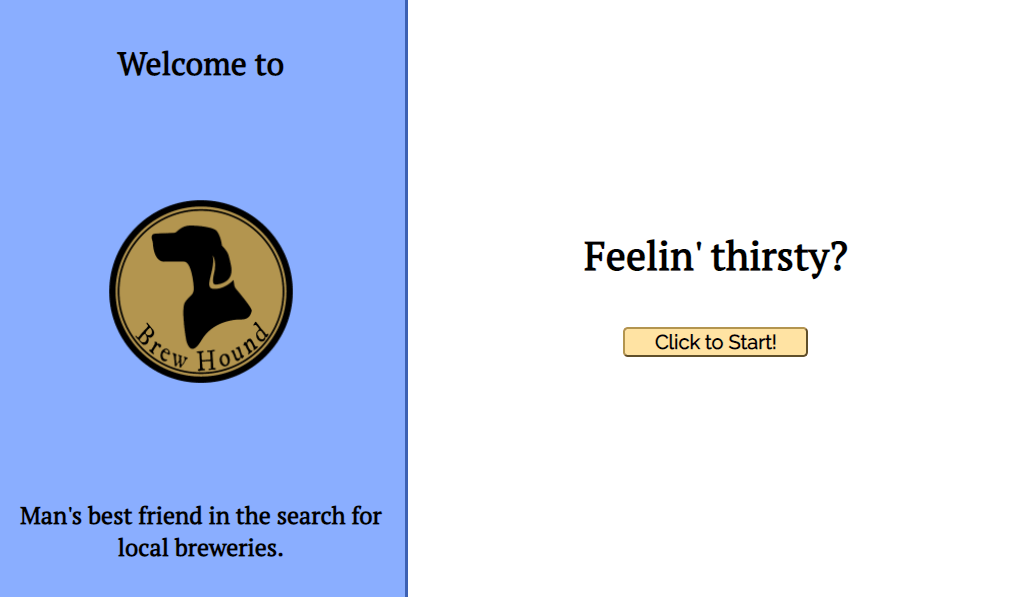 Welcome to
Brew Hound
Man's best friend in the search for
local breweries.
Feelin' thirsty?
Click to Start!